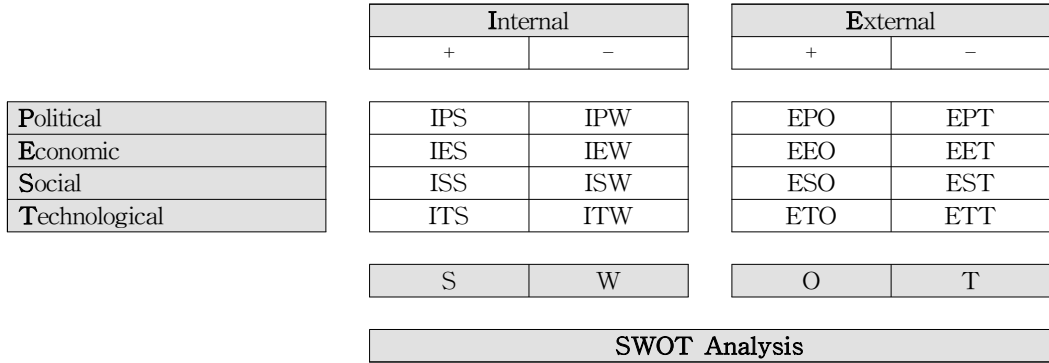 Internal External
+ − + −
Political IPS IPW EPO EPT
Economic IES IEW EEO EET
Social ISS ISW ESO EST
Technological ITS ITW ETO ETT
S W O T
SWOT Analysis